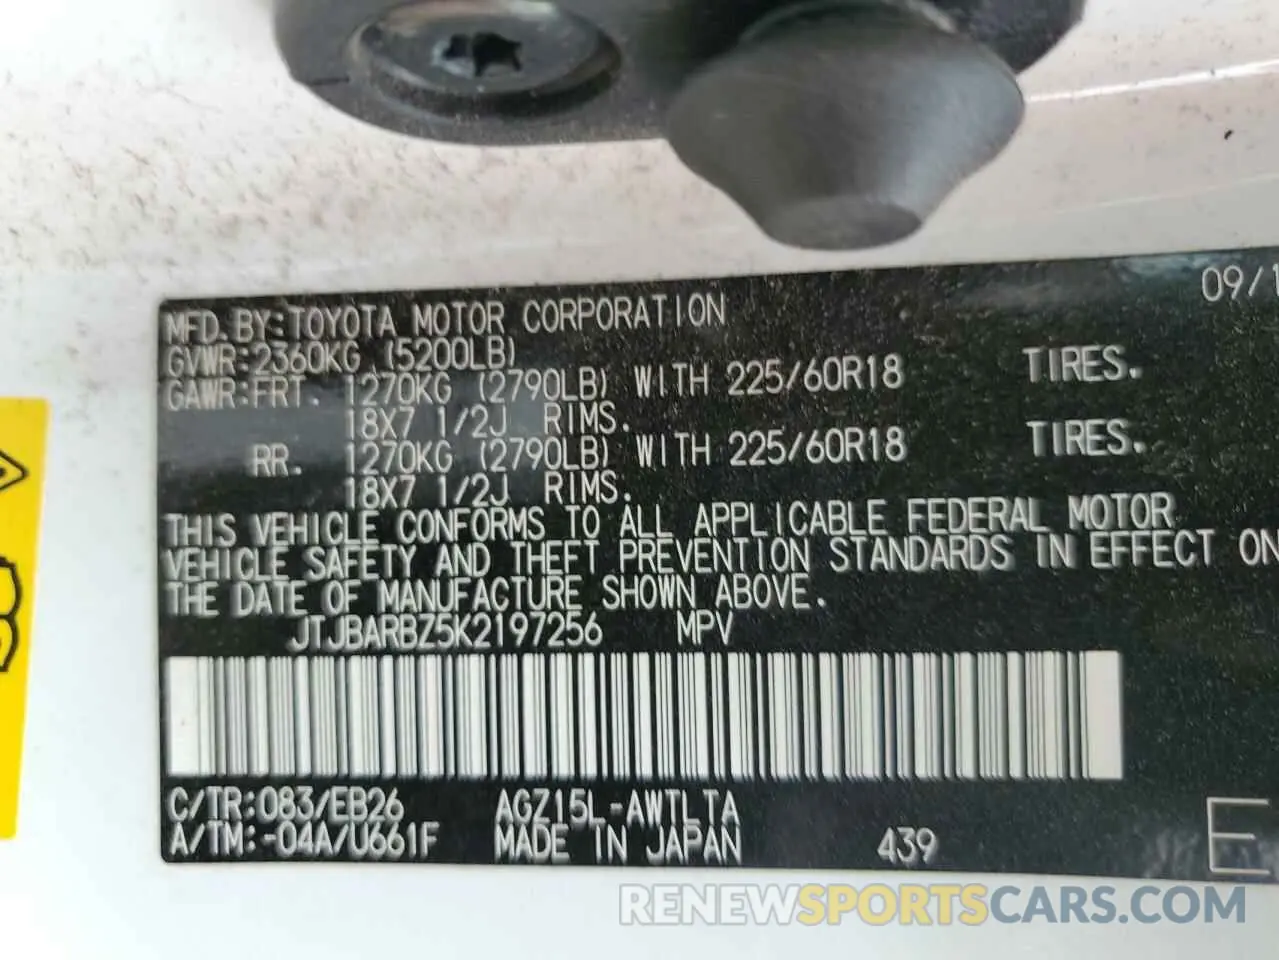 09/1
MFD. BY: TOYOTA MOTOR CORPORATION
GVWR: 2360KG (5200LB)
GAWR: FRT. 1270KG (2790LB) WITH 225/60R18 TIRES.
18X7 1/2J RIMS.
RR. 1270KG (2790LB) WITH 225/60R18 TIRES.
18X7 1/2J RIMS.
THIS VEHICLE CONFORMS TO ALL APPLICABLE FEDERAL MOTOR
VEHICLE SAFETY AND THEFT PREVENTION STANDARDS IN EFFECT ON
THE DATE OF MANUFACTURE SHOWN ABOVE.
JTJBARBZ5K2197256 MPV
C/TR:083/EB26 AGZ15L-AWTLTA
A/TM:-04A/U661F MADE IN JAPAN 439
E
RENEWSPORTSCARS.COM